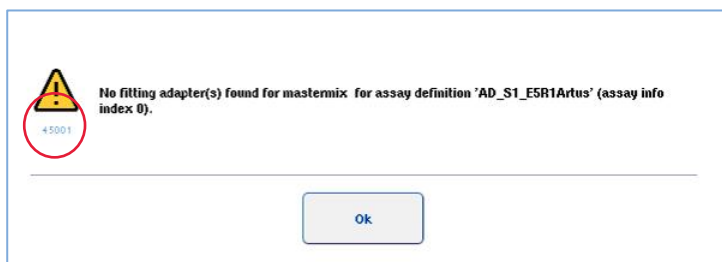 No fitting adapter(s) found for mastermix for assay definition 'AD_S1_E5R1Artus' (assay info
index 0).
45001
Ok